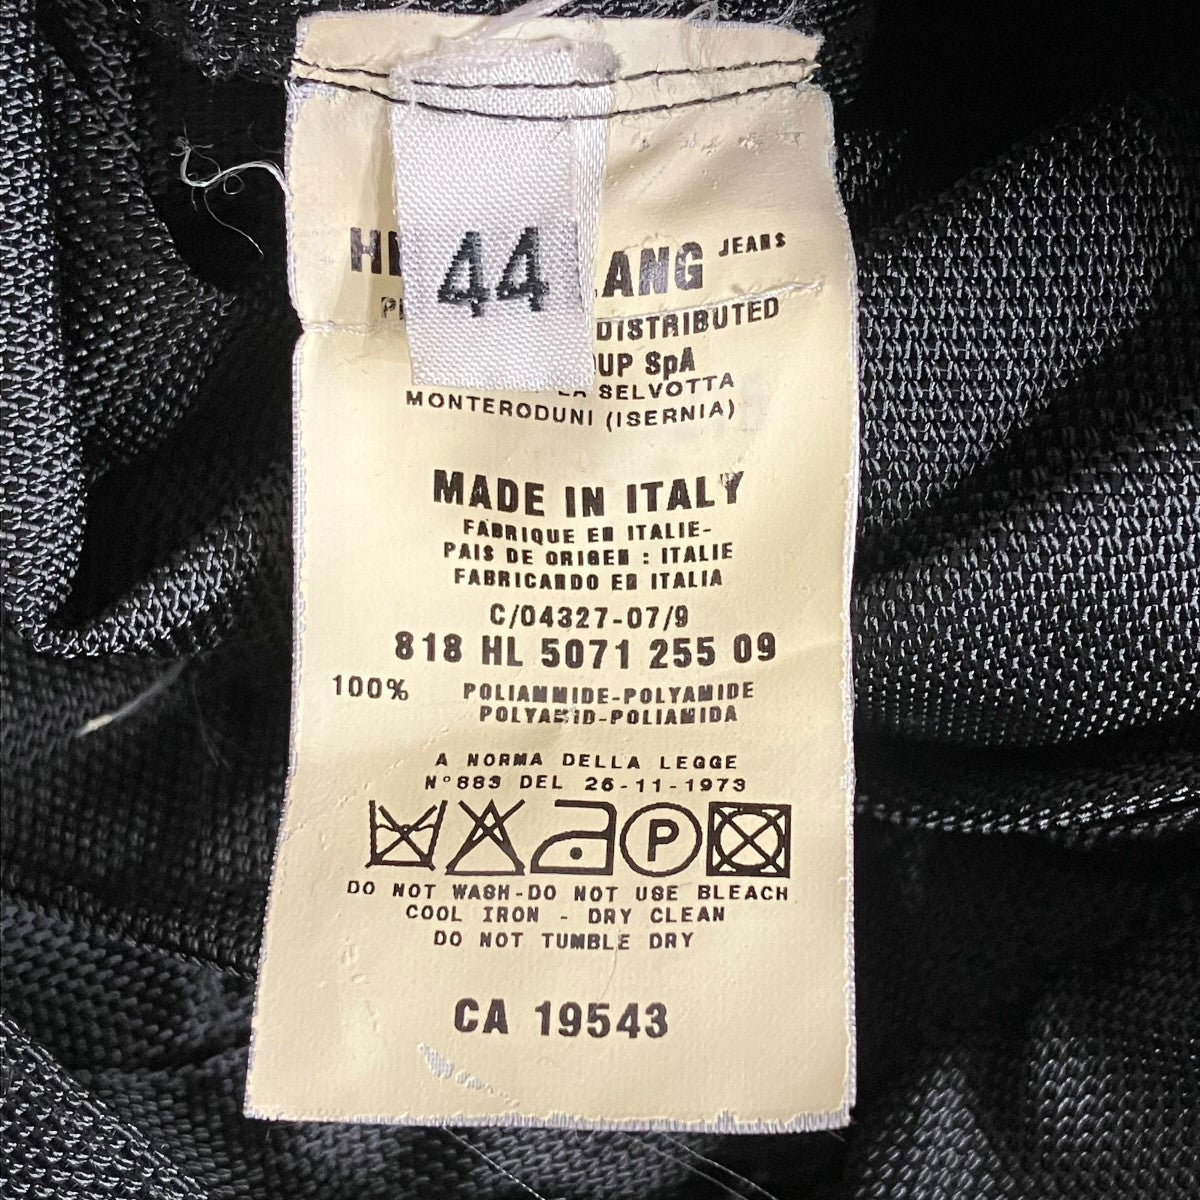 44
LANG JEANS
DISTRIBUTED
UP SpA
LA SELVOTTA
MONTERODUNI (ISERNIA)
MADE IN ITALY
FABRIQUE EN ITALIE-
PAIS DE ORIGEN : ITALIE
FABRICANDO EN ITALIA
C/04327-07/9
818 HL 5071 255 09
100% POLIAMMIDE-POLYAMIDE
POLYAMID-POLIAMIDA
A NORMA DELLA LEGGE
N°883 DEL 26-11-1973
P
DO NOT WASH-DO NOT USE BLEACH
COOL IRON - DRY CLEAN
DO NOT TUMBLE DRY
CA 19543